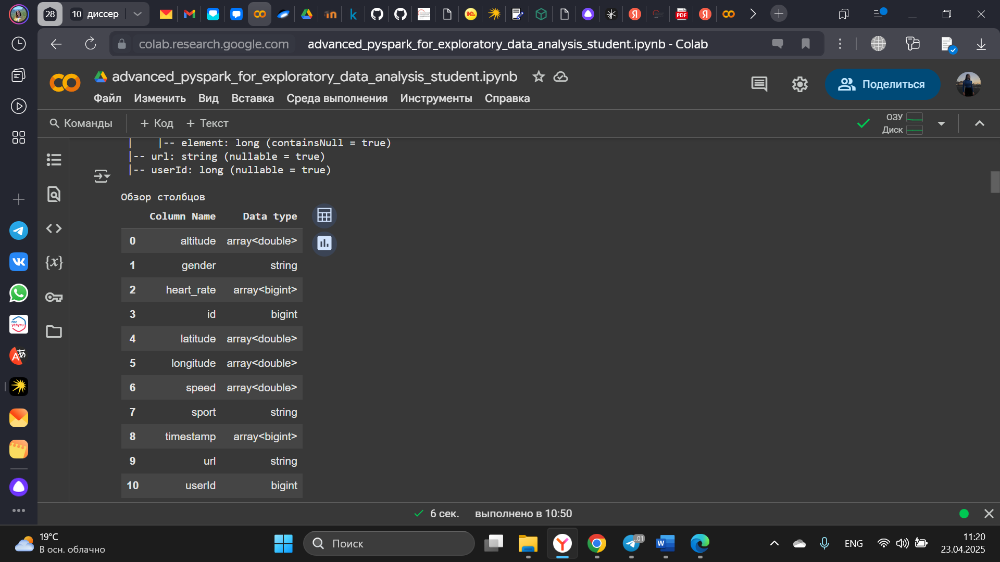 28
10 диссер
colab.research.google.com
advanced_pyspark_for_exploratory_data_analysis_student.ipynb - Colab
advanced_pyspark_for_exploratory_data_analysis_student.ipynb
Файл Изменить Вид Вставка Среда выполнения Инструменты Справка
Поделиться
Команды + Код + Текст
ОЗУ
Диск
| |-- element: long (containsNull = true)
|-- url: string (nullable = true)
|-- userId: long (nullable = true)
Обзор столбцов
Column Name Data type
0 altitude array<double>
1 gender string
2 heart_rate array<bigint>
3 id bigint
4 latitude array<double>
5 longitude array<double>
6 speed array<double>
7 sport string
8 timestamp array<bigint>
9 url string
10 userId bigint
6 сек. выполнено в 10:50
19°C
В осн. облачно
Поиск
ENG
11:20
23.04.2025